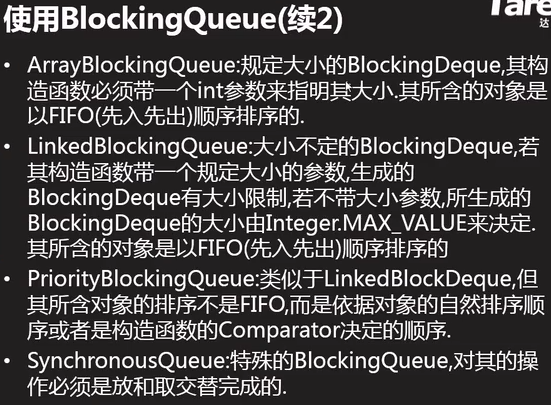 使用BlockingQueue(续2)
Tare
达
• ArrayBlockingQueue:规定大小的BlockingDeque,其构
造函数必须带一个int参数来指明其大小.其所含的对象是
以FIFO(先入先出)顺序排序的.
• LinkedBlockingQueue:大小不定的BlockingDeque,若
其构造函数带一个规定大小的参数,生成的
BlockingDeque有大小限制,若不带大小参数,所生成的
BlockingDeque的大小由Integer.MAX_VALUE来决定.
其所含的对象是以FIFO(先入先出)顺序排序的
• PriorityBlockingQueue:类似于LinkedBlockDeque,但
其所含对象的排序不是FIFO,而是依据对象的自然排序顺
序或者是构造函数的Comparator决定的顺序.
• SynchronousQueue:特殊的BlockingQueue,对其的操
作必须是放和取交替完成的.